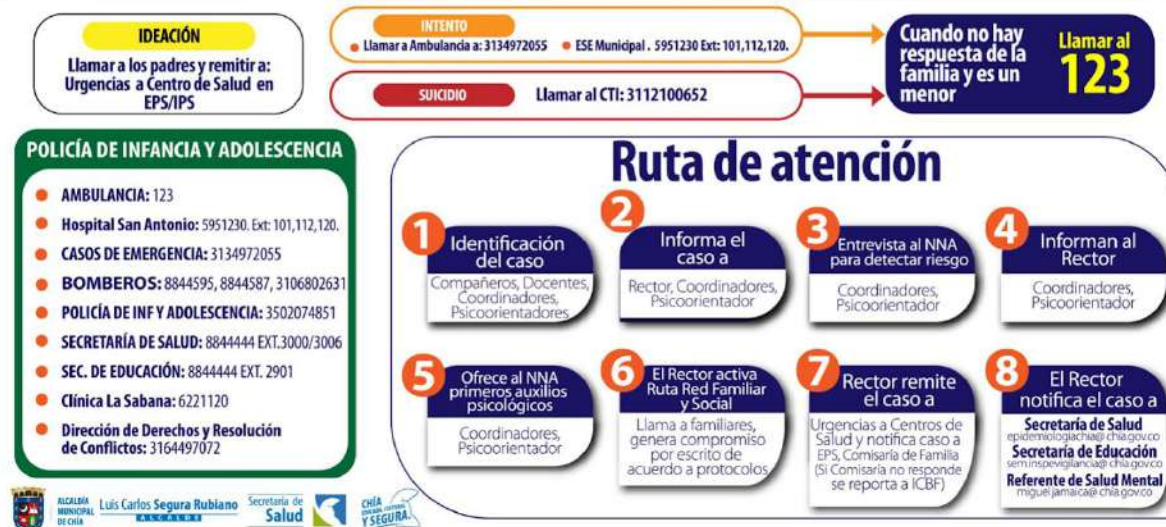 IDEACIÓN
Llamar a los padres y remitir a:
Urgencias a Centro de Salud en
EPS/IPS
INTENTO
Llamar a Ambulancia a: 3134972055
ESE Municipal . 5951230 Ext: 101,112,120.
SUICIDIO
Llamar al CTI: 3112100652
Cuando no hay
respuesta de la
familia y es un
menor
Llamar al
123
POLICÍA DE INFANCIA Y ADOLESCENCIA
AMBULANCIA: 123
Hospital San Antonio: 5951230. Ext: 101,112,120.
CASOS DE EMERGENCIA: 3134972055
BOMBEROS: 8844595, 8844587, 3106802631
POLICÍA DE INF Y ADOLESCENCIA: 3502074851
SECRETARÍA DE SALUD: 8844444 EXT.3000/3006
SEC. DE EDUCACIÓN: 8844444 EXT. 2901
Clínica La Sabana: 6221120
Dirección de Derechos y Resolución
de Conflictos: 3164497072
Ruta de atención
1
Identificación
del caso
Compañeros, Docentes,
Coordinadores,
Psicoorientadores
2
Informa el
caso a
Rector, Coordinadores,
Psicoorientador
3
Entrevista al NNA
para detectar riesgo
Coordinadores,
Psicoorientador
4
Informan al
Rector
Coordinadores,
Psicoorientador
5
Ofrece al NNA
primeros auxilios
psicológicos
Coordinadores,
Psicoorientador
6
El Rector activa
Ruta Red Familiar
y Social
Llama a familiares,
genera compromiso
por escrito de
acuerdo a protocolos
7
Rector remite
el caso a
Urgencias a Centros de
Salud y notifica caso a
EPS, Comisaría de Familia
(Si Comisaría no responde
se reporta a ICBF)
8
El Rector
notifica el caso a
Secretaría de Salud
epidemiologiachia@chia.gov.co
Secretaría de Educación
sem.inspevigilancia@chia.gov.co
Referente de Salud Mental
miguel.jamaica@chia.gov.co
ALCALDÍA
MUNICIPAL
DE CHÍA
Luis Carlos Segura Rubiano
ALCALDE
Secretaría de
Salud
CHÍA
Y SEGURA.